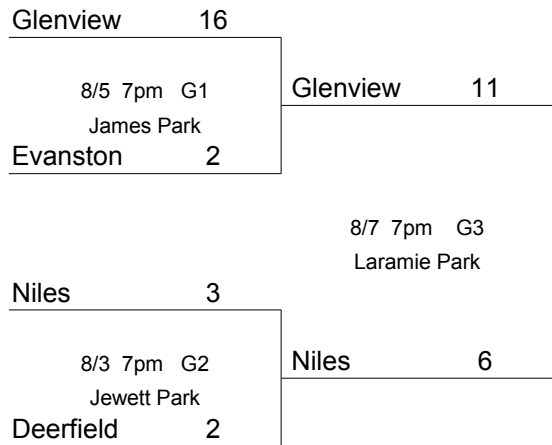 Glenview 16
8/5 7pm G1
James Park
Evanston 2
Glenview 11
8/7 7pm G3
Laramie Park
Niles 3
8/3 7pm G2
Jewett Park
Deerfield 2
Niles 6